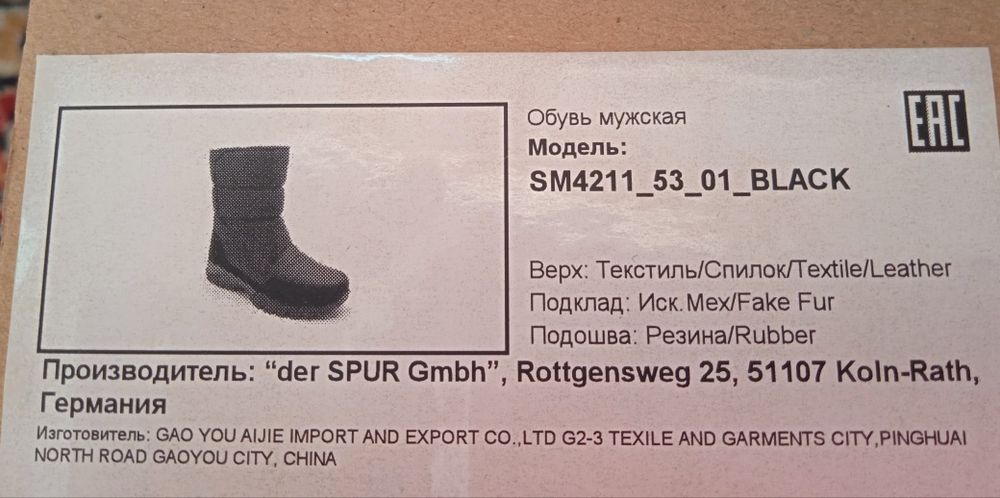 Обувь мужская
EAC
Модель:
SM4211_53_01_BLACK
Верх: Текстиль/Спилок/Textile/Leather
Подклад: Иск.Мех/Fake Fur
Подошва: Резина/Rubber
Производитель: “der SPUR Gmbh”, Rottgensweg 25, 51107 Koln-Rath,
Германия
Изготовитель: GAO YOU AIJIE IMPORT AND EXPORT CO.,LTD G2-3 TEXILE AND GARMENTS CITY,PINGHUAI
NORTH ROAD GAOYOU CITY, CHINA